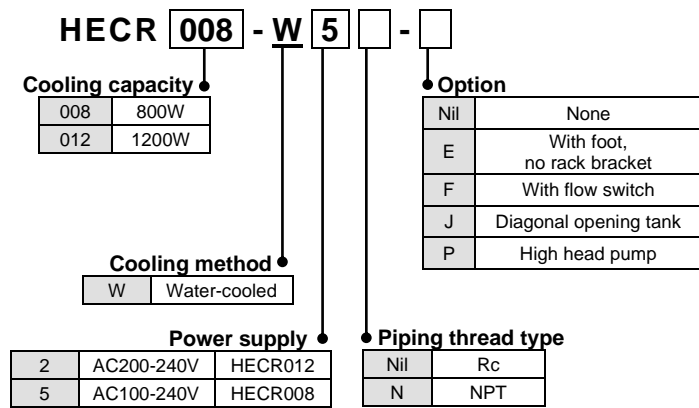 HECR 008 - W 5 -
Cooling capacity
008 800W
012 1200W
Option
Nil None
E With foot,
no rack bracket
F With flow switch
J Diagonal opening tank
P High head pump
Cooling method
W Water-cooled
Power supply
2 AC200-240V HECR012
5 AC100-240V HECR008
Piping thread type
Nil Rc
N NPT